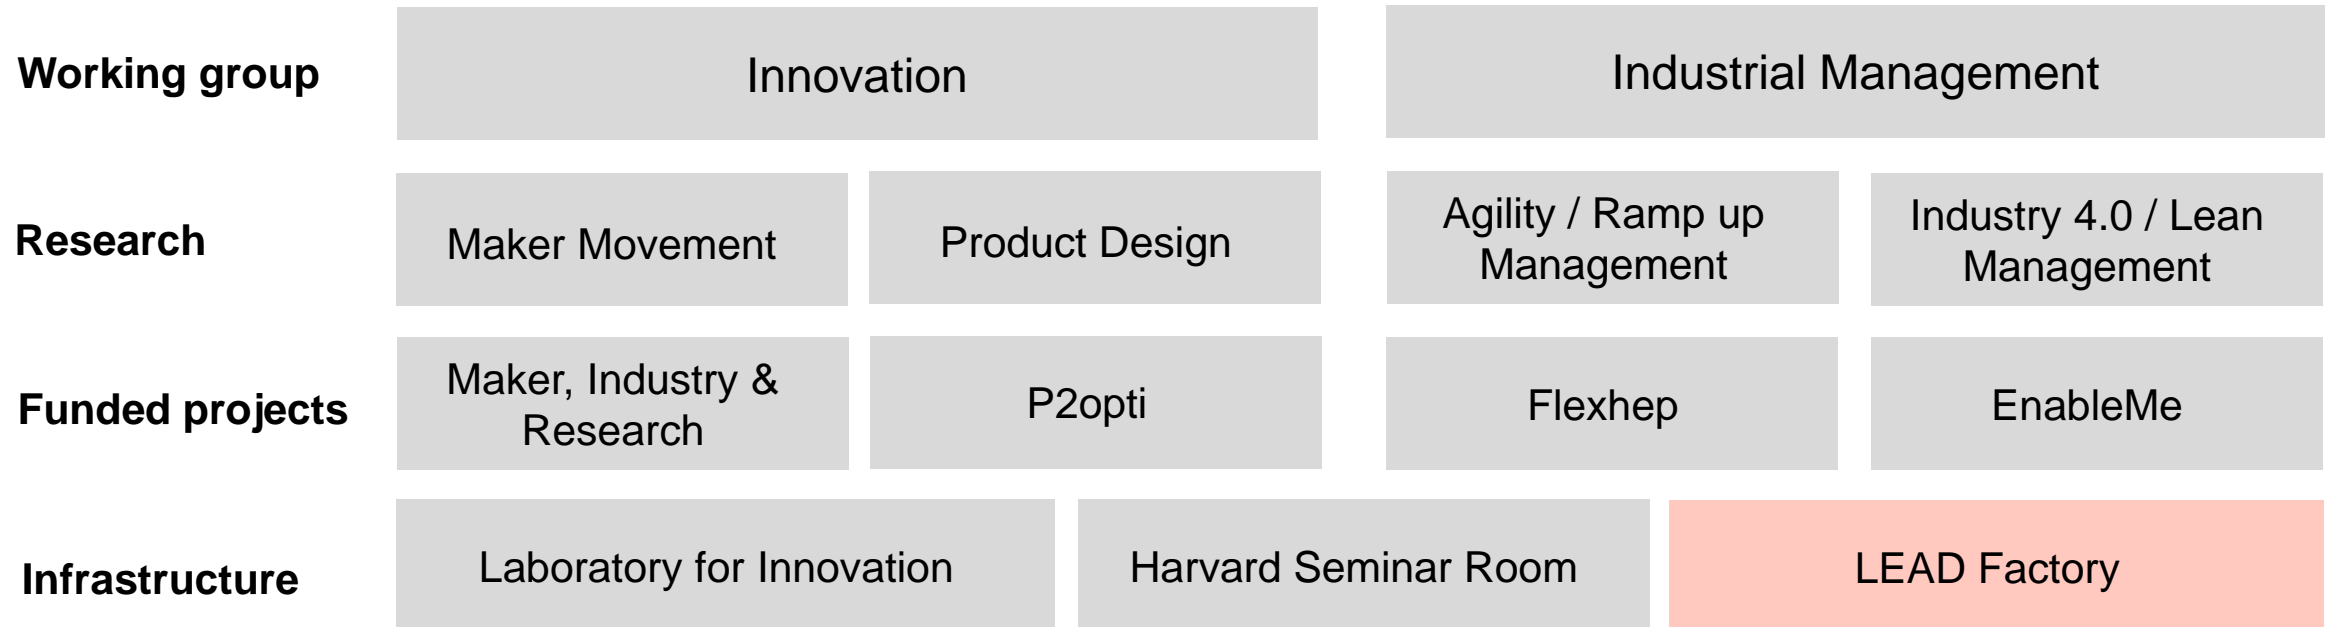 Working group
Innovation
Industrial Management
Research
Maker Movement
Product Design
Agility / Ramp up
Management
Industry 4.0 / Lean
Management
Funded projects
Maker, Industry &
Research
P2opti
Flexhep
EnableMe
Infrastructure
Laboratory for Innovation
Harvard Seminar Room
LEAD Factory